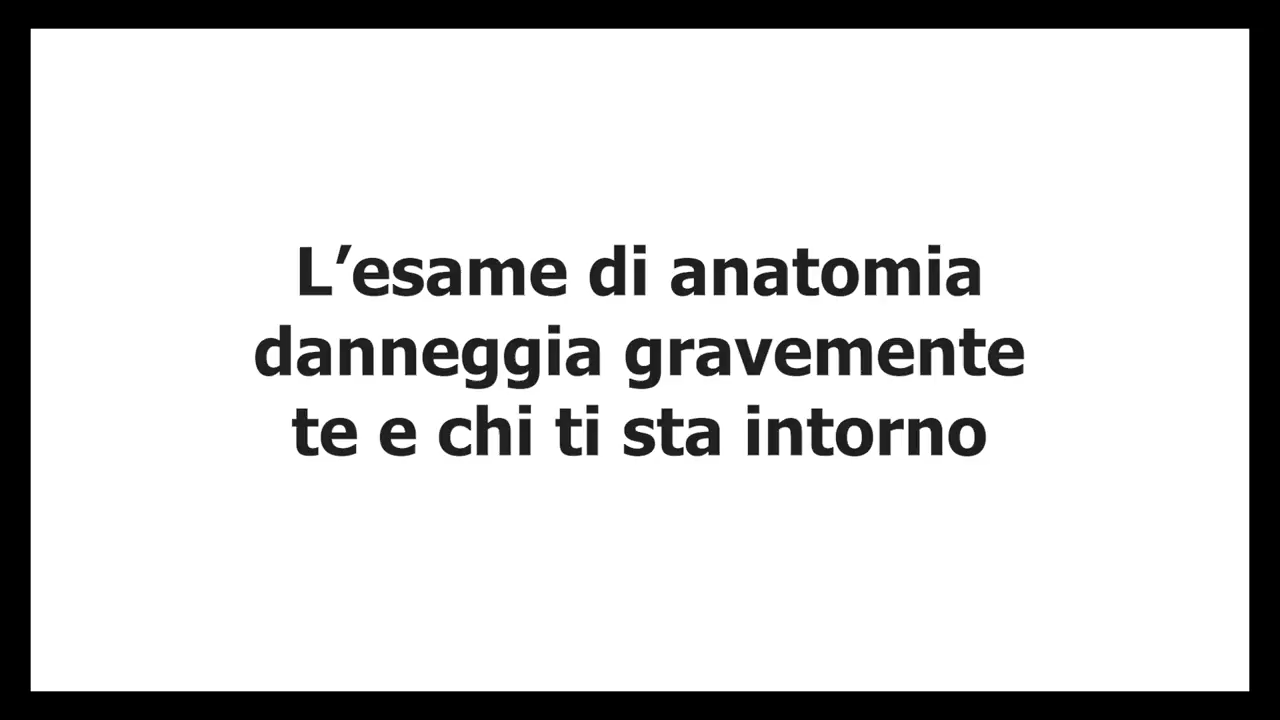 L’esame di anatomia
danneggia gravemente
te e chi ti sta intorno